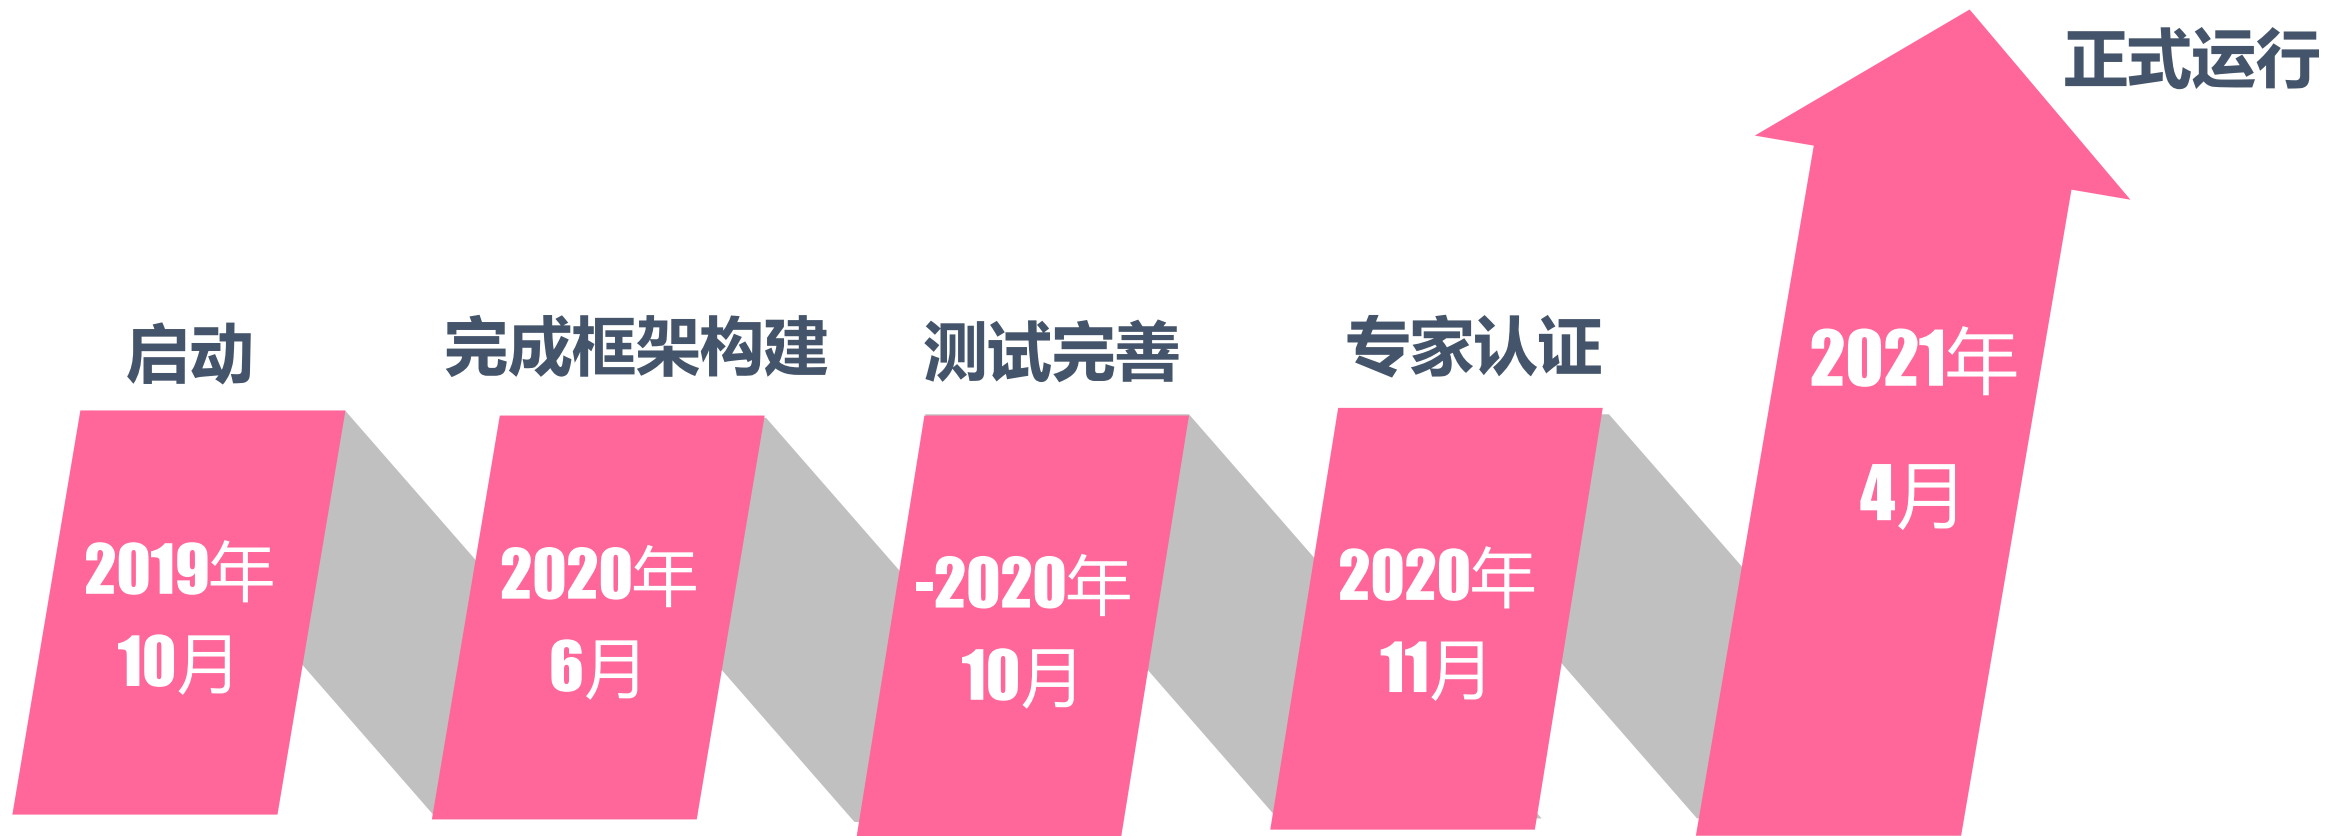 启动
2019年
10月
完成框架构建
2020年
6月
测试完善
-2020年
10月
专家认证
2020年
11月
正式运行
2021年
4月